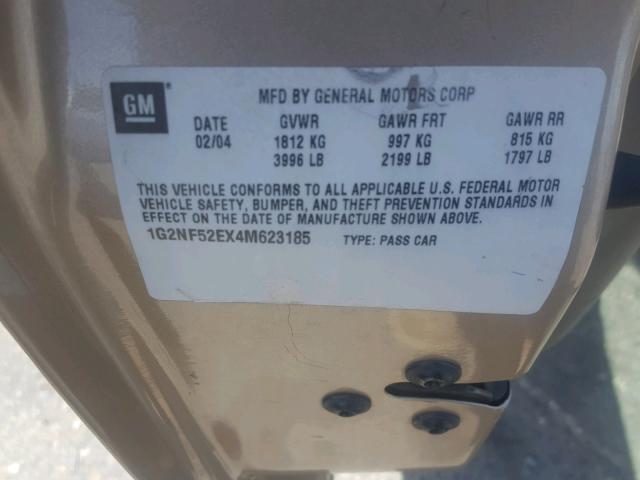 GM
MFD BY GENERAL MOTORS CORP
DATE GVWR GAWR FRT GAWR RR
02/04 1812 KG 997 KG 815 KG
3996 LB 2199 LB 1797 LB
THIS VEHICLE CONFORMS TO ALL APPLICABLE U.S. FEDERAL MOTOR
VEHICLE SAFETY, BUMPER, AND THEFT PREVENTION STANDARDS IN
EFFECT ON THE DATE OF MANUFACTURE SHOWN ABOVE.
1G2NF52EX4M623185 TYPE: PASS CAR